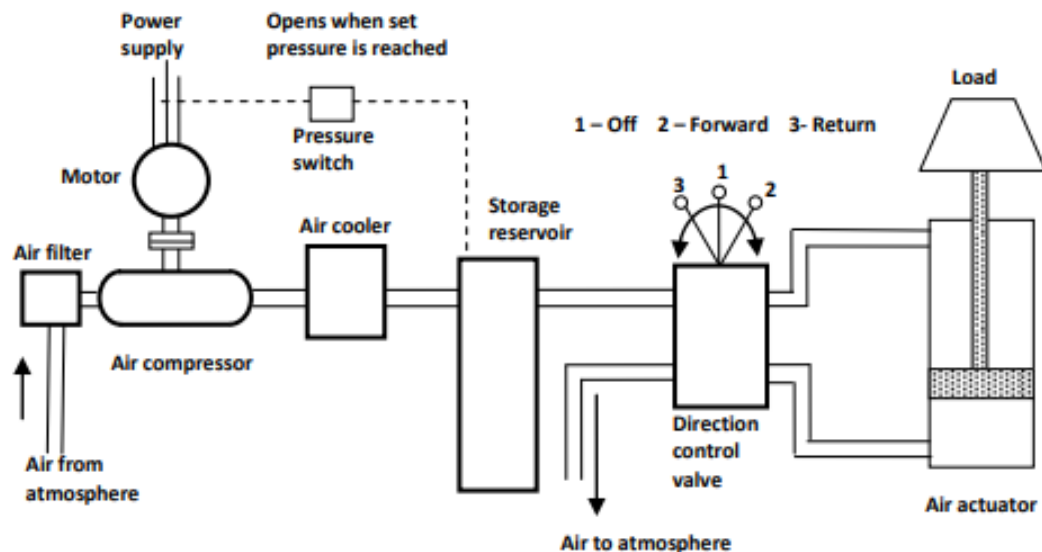 Power
supply
Opens when set
pressure is reached
Load
1 – Off 2 – Forward 3- Return
Pressure
switch
Motor
1
3
2
Storage
reservoir
Air cooler
Air filter
Air compressor
Direction
control
valve
Air from
atmosphere
Air actuator
Air to atmosphere